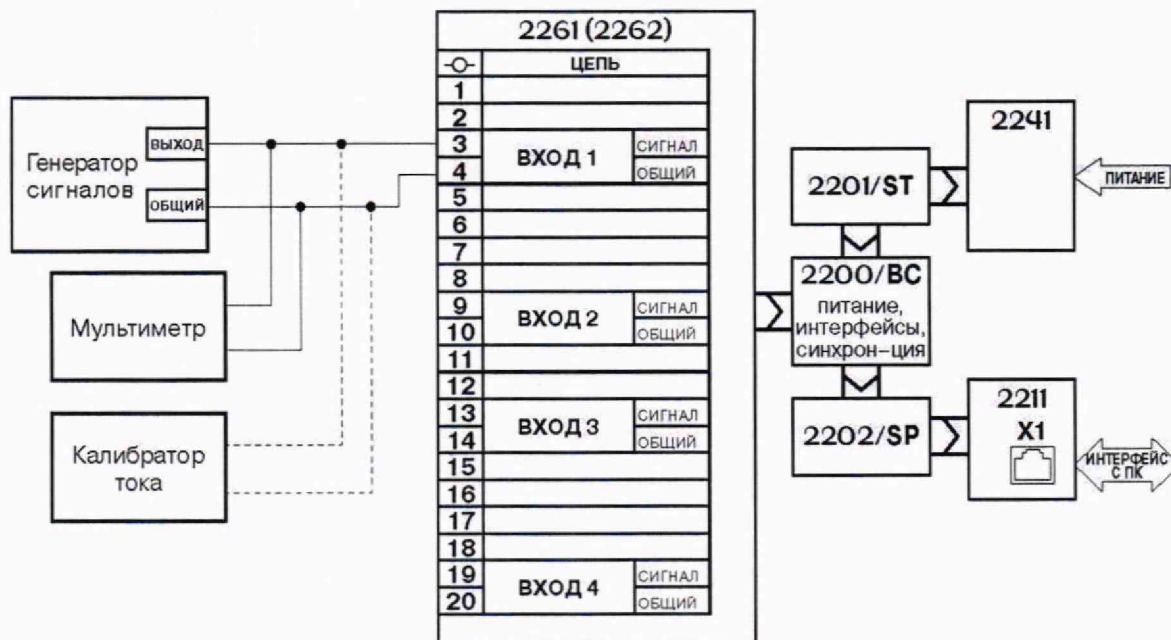 2261 (2262)
ЦЕПЬ
1
2
3 ВХОД 1 СИГНАЛ
4 ОБЩИЙ
5
6
7
8
9 ВХОД 2 СИГНАЛ
10 ОБЩИЙ
11
12
13 ВХОД 3 СИГНАЛ
14 ОБЩИЙ
15
16
17
18
19 ВХОД 4 СИГНАЛ
20 ОБЩИЙ
Генератор
сигналов
ВЫХОД
ОБЩИЙ
Мультиметр
Калибратор
тока
2201/ST
2241
ПИТАНИЕ
2200/BC
питание,
интерфейсы,
синхрон-ция
2202/SP
2211
X1
ИНТЕРФЕЙС
С ПК